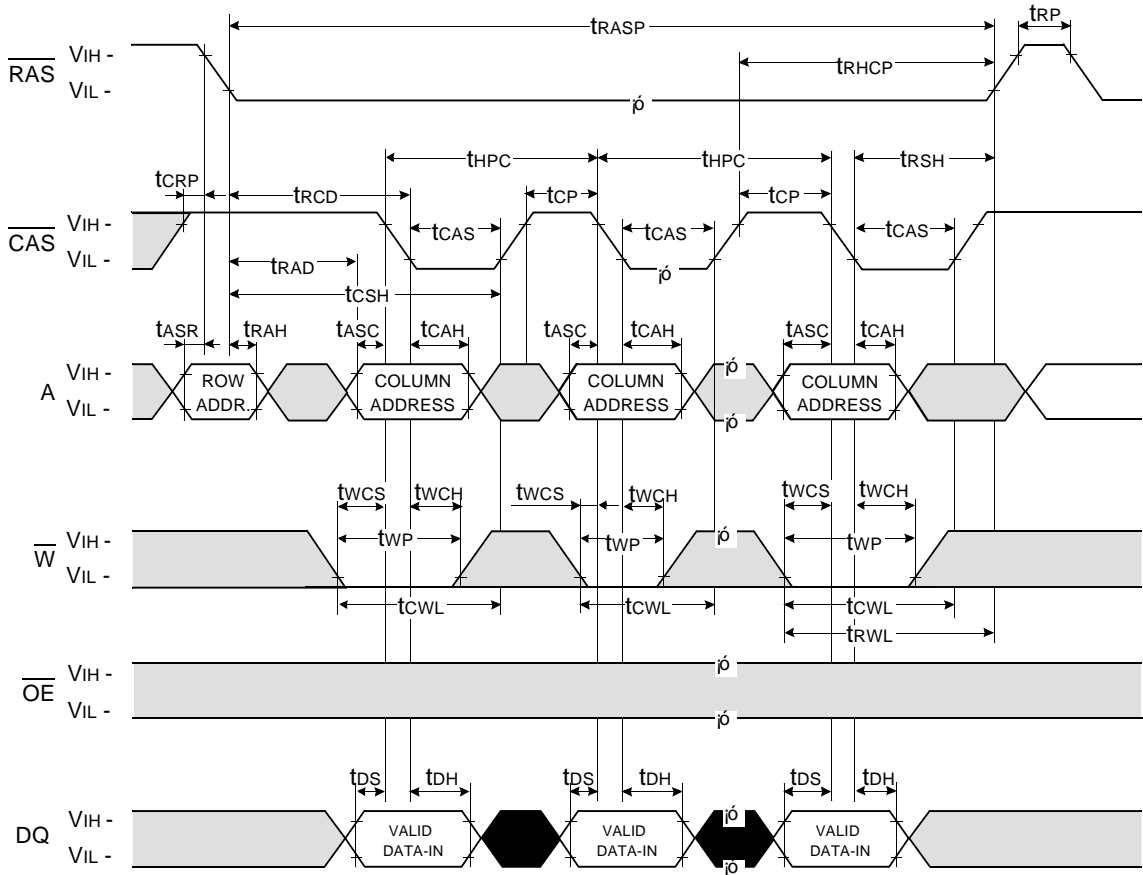 tRASP
tRP
RAS
VIH -
VIL -
tRHCP
¡ó
tHPC
tHPC
tRSH
tCRP
tRCD
tCP
tCP
CAS
VIH -
VIL -
tCAS
tCAS
tCAS
¡ó
tRAD
tCSH
tASR
tRAH
tASC
tCAH
tASC
tCAH
tASC
tCAH
A
VIH -
VIL -
ROW
ADDR.
COLUMN
ADDRESS
COLUMN
ADDRESS
¡ó
¡ó
COLUMN
ADDRESS
tWCS
tWCH
tWCS
tWCH
tWCS
tWCH
W
VIH -
VIL -
tWP
tWP
¡ó
tWP
tCWL
tCWL
tCWL
tRWL
OE
VIH -
VIL -
¡ó
¡ó
tDS
tDH
tDS
tDH
tDS
tDH
DQ
VIH -
VIL -
VALID
DATA-IN
VALID
DATA-IN
¡ó
¡ó
VALID
DATA-IN